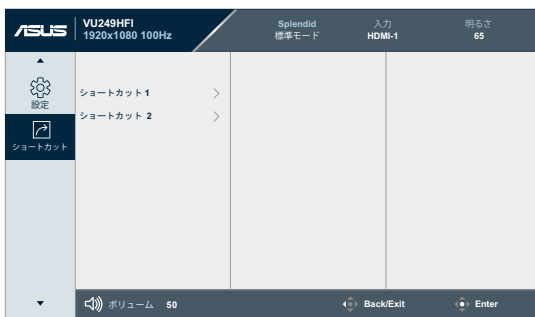 ASUS
VU249HFI
1920x1080 100Hz
Splendid
標準モード
入力
HDMI-1
明るさ
65
設定
ショートカット
ショートカット 1
ショートカット 2
ボリューム 50
Back/Exit
Enter